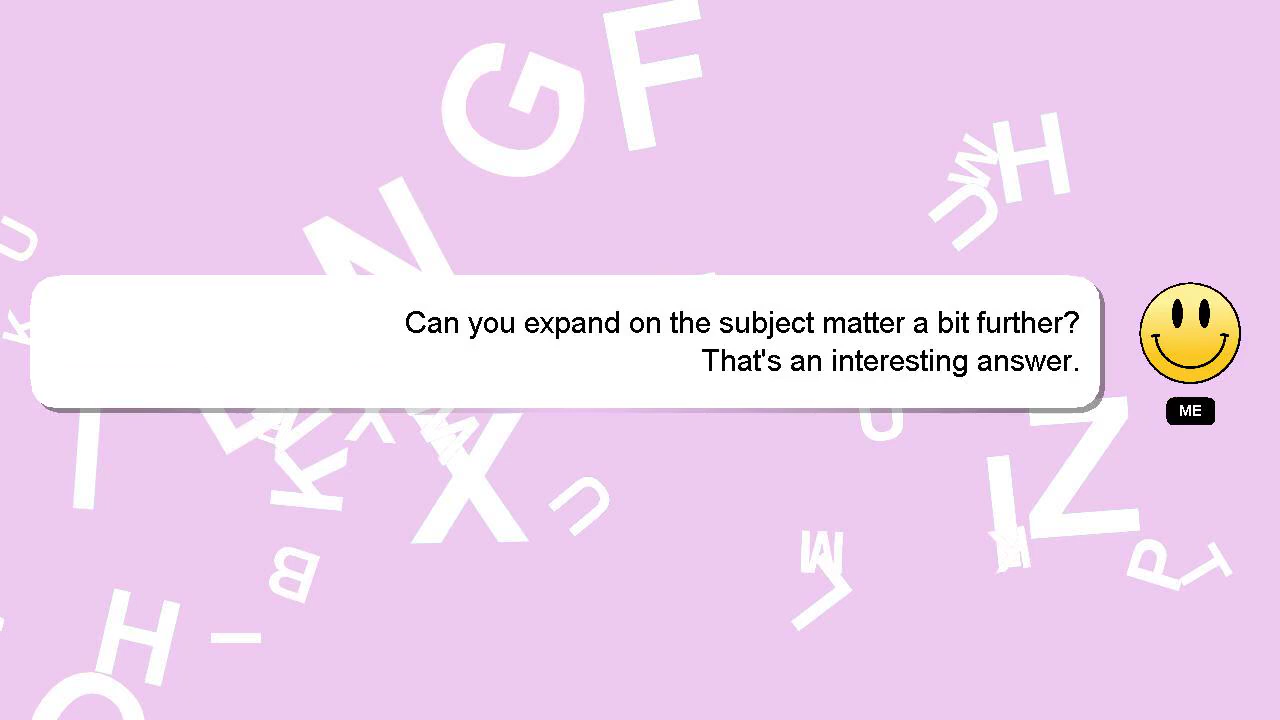 Can you expand on the subject matter a bit further?
That's an interesting answer.
ME